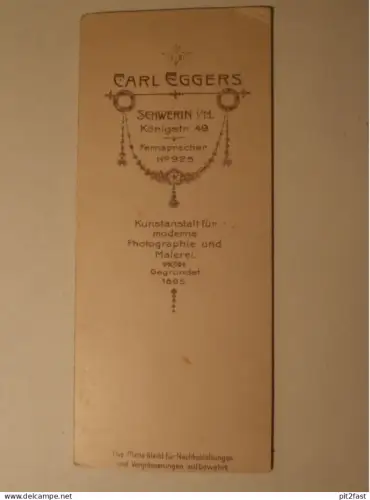 CARL EGGERS
SCHWERIN i/M.
Königstr. 49
Fernsprecher
No 925
Kunstanstalt für
moderne
Photographie und
Malerei.
Gegründet
Die Platte bleibt für Nachbestellungen
und Vergrösserungen aufbewahrt.
pit2fast
www.delcampe.net